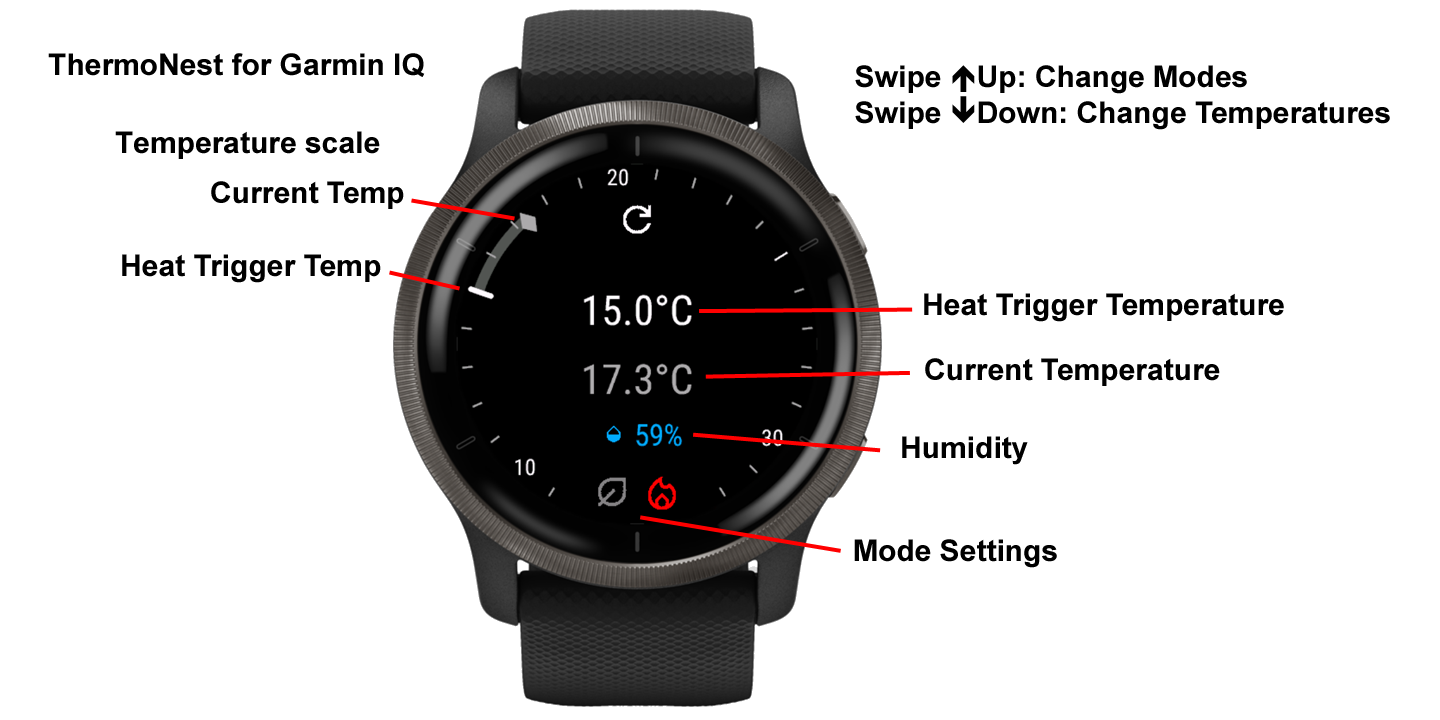 ThermoNest for Garmin IQ
Swipe ↑Up: Change Modes
Swipe ↓Down: Change Temperatures
Temperature scale
Current Temp
Heat Trigger Temp
20
15.0°C
Heat Trigger Temperature
17.3°C
Current Temperature
59%
Humidity
30
10
Mode Settings